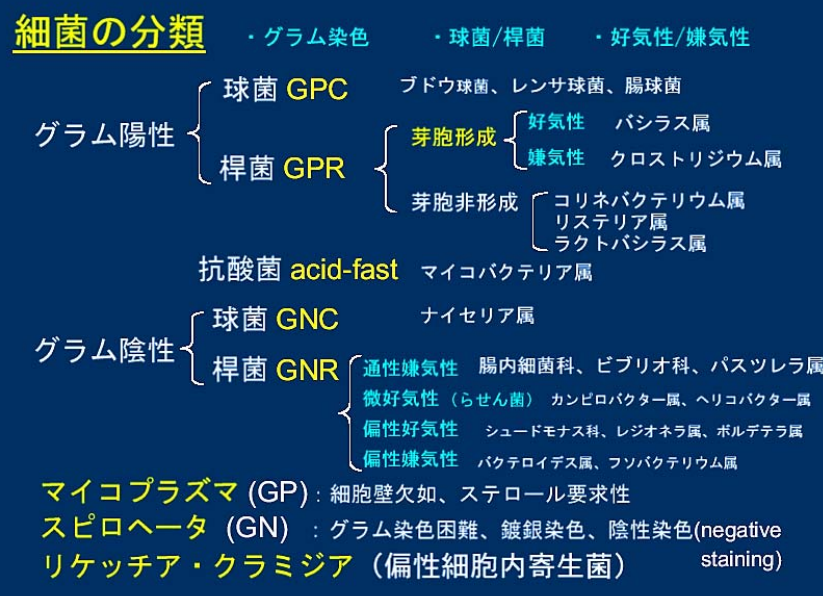 細菌の分類 ・グラム染色 ・球菌/桿菌 ・好気性/嫌気性
球菌 GPC ブドウ球菌、レンサ球菌、腸球菌
グラム陽性
桿菌 GPR
芽胞形成
好気性 バシラス属
嫌気性 クロストリジウム属
芽胞非形成
コリネバクテリウム属
リステリア属
ラクトバシラス属
抗酸菌 acid-fast マイコバクテリア属
グラム陰性
球菌 GNC ナイセリア属
桿菌 GNR
通性嫌気性 腸内細菌科、ビブリオ科、パスツレラ属
微好気性(らせん菌) カンピロバクター属、ヘリコバクター属
偏性好気性 シュードモナス科、レジオネラ属、ボルデテラ属
偏性嫌気性 バクテロイデス属、フソバクテリウム属
マイコプラズマ (GP):細胞壁欠如、ステロール要求性
スピロヘータ (GN) :グラム染色困難、鍍銀染色、陰性染色(negative
staining)
リケッチア・クラミジア(偏性細胞内寄生菌)